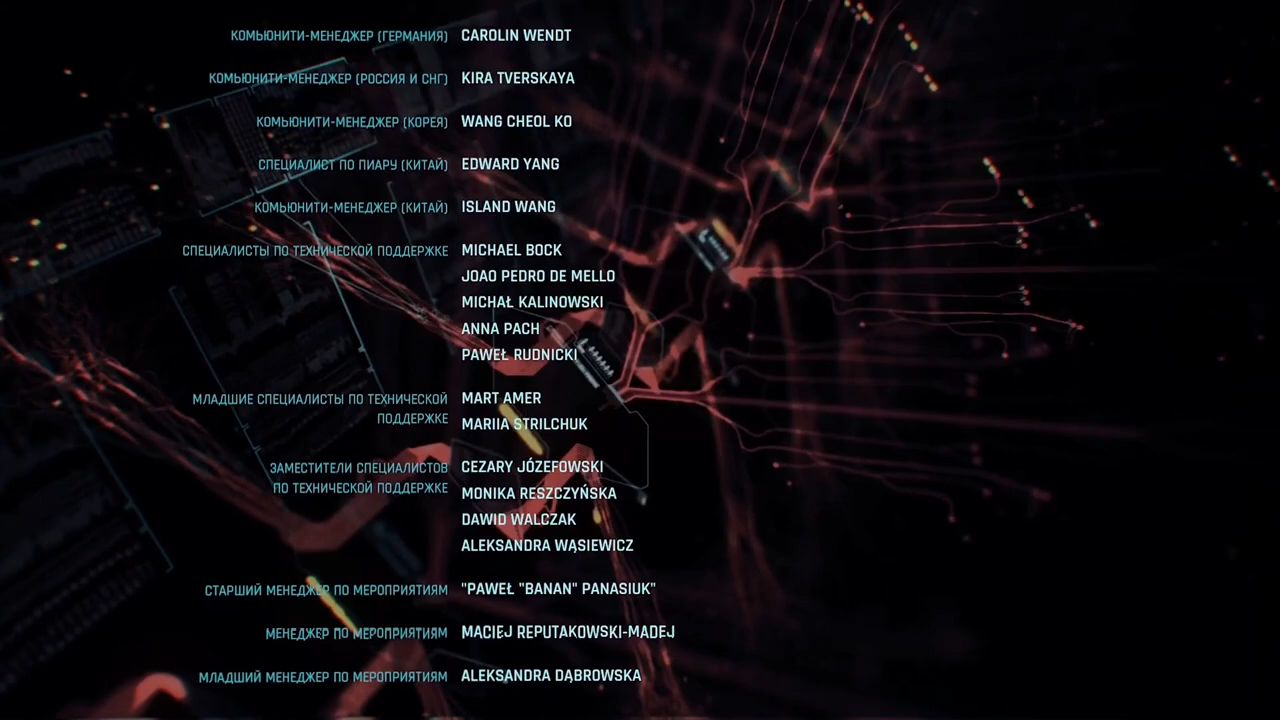 КОМЬЮНИТИ-МЕНЕДЖЕР (ГЕРМАНИЯ) CAROLIN WENDT
КОМЬЮНИТИ-МЕНЕДЖЕР (РОССИЯ И СНГ) KIRA TVERSKAYA
КОМЬЮНИТИ-МЕНЕДЖЕР (КОРЕЯ) WANG CHEOL KO
СПЕЦИАЛИСТ ПО ПИАРУ (КИТАЙ) EDWARD YANG
КОМЬЮНИТИ-МЕНЕДЖЕР (КИТАЙ) ISLAND WANG
СПЕЦИАЛИСТЫ ПО ТЕХНИЧЕСКОЙ ПОДДЕРЖКЕ MICHAEL BOCK
JOAO PEDRO DE MELLO
MICHAŁ KALINOWSKI
ANNA PACH
PAWEŁ RUDNICKI
МЛАДШИЕ СПЕЦИАЛИСТЫ ПО ТЕХНИЧЕСКОЙ MART AMER
ПОДДЕРЖКЕ MARIIA STRILCHUK
ЗАМЕСТИТЕЛИ СПЕЦИАЛИСТОВ CEZARY JÓZEFOWSKI
ПО ТЕХНИЧЕСКОЙ ПОДДЕРЖКЕ MONIKA RESZCZYŃSKA
DAWID WALCZAK
ALEKSANDRA WĄSIEWICZ
СТАРШИЙ МЕНЕДЖЕР ПО МЕРОПРИЯТИЯМ "PAWEŁ "BANAN" PANASIUK"
МЕНЕДЖЕР ПО МЕРОПРИЯТИЯМ MACIEJ REPUTAKOWSKI-MADEJ
МЛАДШИЙ МЕНЕДЖЕР ПО МЕРОПРИЯТИЯМ ALEKSANDRA DĄBROWSKA